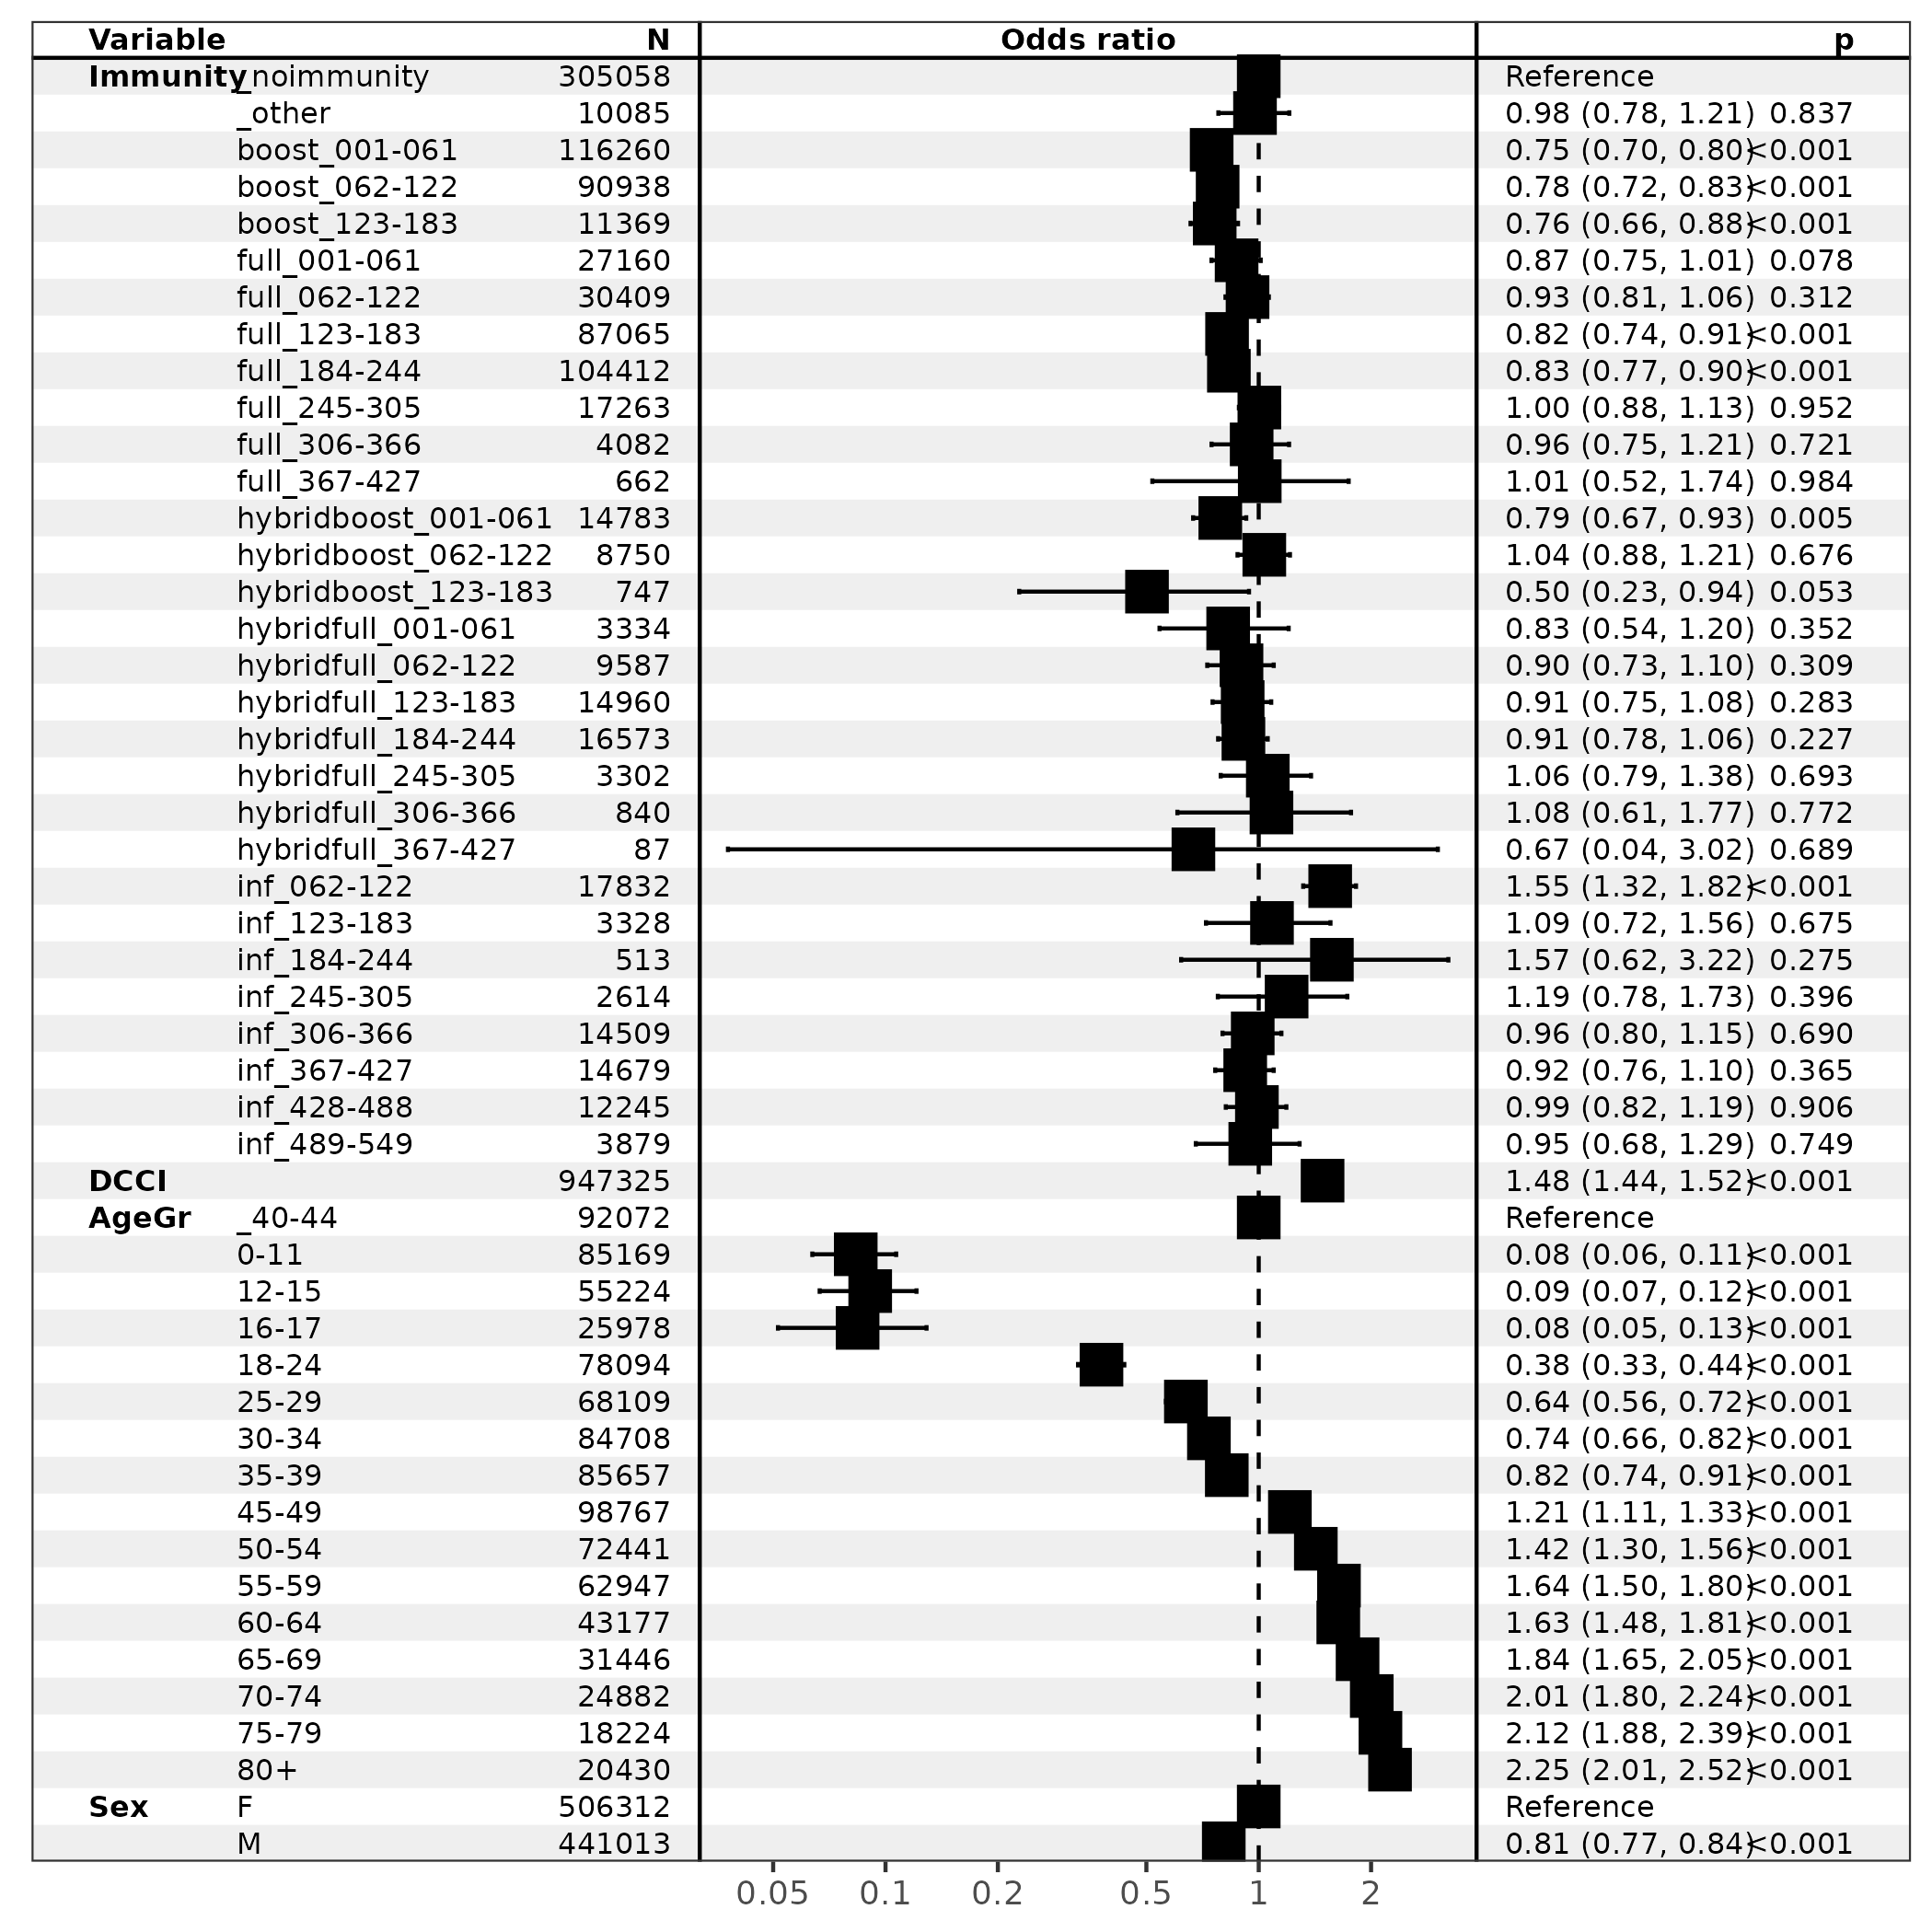 Variable N Odds ratio p
Immunity _noimmunity 305058 Reference
_other 10085 0.98 (0.78, 1.21) 0.837
boost_001-061 116260 0.75 (0.70, 0.80) <0.001
boost_062-122 90938 0.78 (0.72, 0.83) <0.001
boost_123-183 11369 0.76 (0.66, 0.88) <0.001
full_001-061 27160 0.87 (0.75, 1.01) 0.078
full_062-122 30409 0.93 (0.81, 1.06) 0.312
full_123-183 87065 0.82 (0.74, 0.91) <0.001
full_184-244 104412 0.83 (0.77, 0.90) <0.001
full_245-305 17263 1.00 (0.88, 1.13) 0.952
full_306-366 4082 0.96 (0.75, 1.21) 0.721
full_367-427 662 1.01 (0.52, 1.74) 0.984
hybridboost_001-061 14783 0.79 (0.67, 0.93) 0.005
hybridboost_062-122 8750 1.04 (0.88, 1.21) 0.676
hybridboost_123-183 747 0.50 (0.23, 0.94) 0.053
hybridfull_001-061 3334 0.83 (0.54, 1.20) 0.352
hybridfull_062-122 9587 0.90 (0.73, 1.10) 0.309
hybridfull_123-183 14960 0.91 (0.75, 1.08) 0.283
hybridfull_184-244 16573 0.91 (0.78, 1.06) 0.227
hybridfull_245-305 3302 1.06 (0.79, 1.38) 0.693
hybridfull_306-366 840 1.08 (0.61, 1.77) 0.772
hybridfull_367-427 87 0.67 (0.04, 3.02) 0.689
inf_062-122 17832 1.55 (1.32, 1.82) <0.001
inf_123-183 3328 1.09 (0.72, 1.56) 0.675
inf_184-244 513 1.57 (0.62, 3.22) 0.275
inf_245-305 2614 1.19 (0.78, 1.73) 0.396
inf_306-366 14509 0.96 (0.80, 1.15) 0.690
inf_367-427 14679 0.92 (0.76, 1.10) 0.365
inf_428-488 12245 0.99 (0.82, 1.19) 0.906
inf_489-549 3879 0.95 (0.68, 1.29) 0.749
DCCI 947325 1.48 (1.44, 1.52) <0.001
AgeGr _40-44 92072 Reference
0-11 85169 0.08 (0.06, 0.11) <0.001
12-15 55224 0.09 (0.07, 0.12) <0.001
16-17 25978 0.08 (0.05, 0.13) <0.001
18-24 78094 0.38 (0.33, 0.44) <0.001
25-29 68109 0.64 (0.56, 0.72) <0.001
30-34 84708 0.74 (0.66, 0.82) <0.001
35-39 85657 0.82 (0.74, 0.91) <0.001
45-49 98767 1.21 (1.11, 1.33) <0.001
50-54 72441 1.42 (1.30, 1.56) <0.001
55-59 62947 1.64 (1.50, 1.80) <0.001
60-64 43177 1.63 (1.48, 1.81) <0.001
65-69 31446 1.84 (1.65, 2.05) <0.001
70-74 24882 2.01 (1.80, 2.24) <0.001
75-79 18224 2.12 (1.88, 2.39) <0.001
80+ 20430 2.25 (2.01, 2.52) <0.001
Sex F 506312 Reference
M 441013 0.81 (0.77, 0.84) <0.001
0.05 0.1 0.2 0.5 1 2